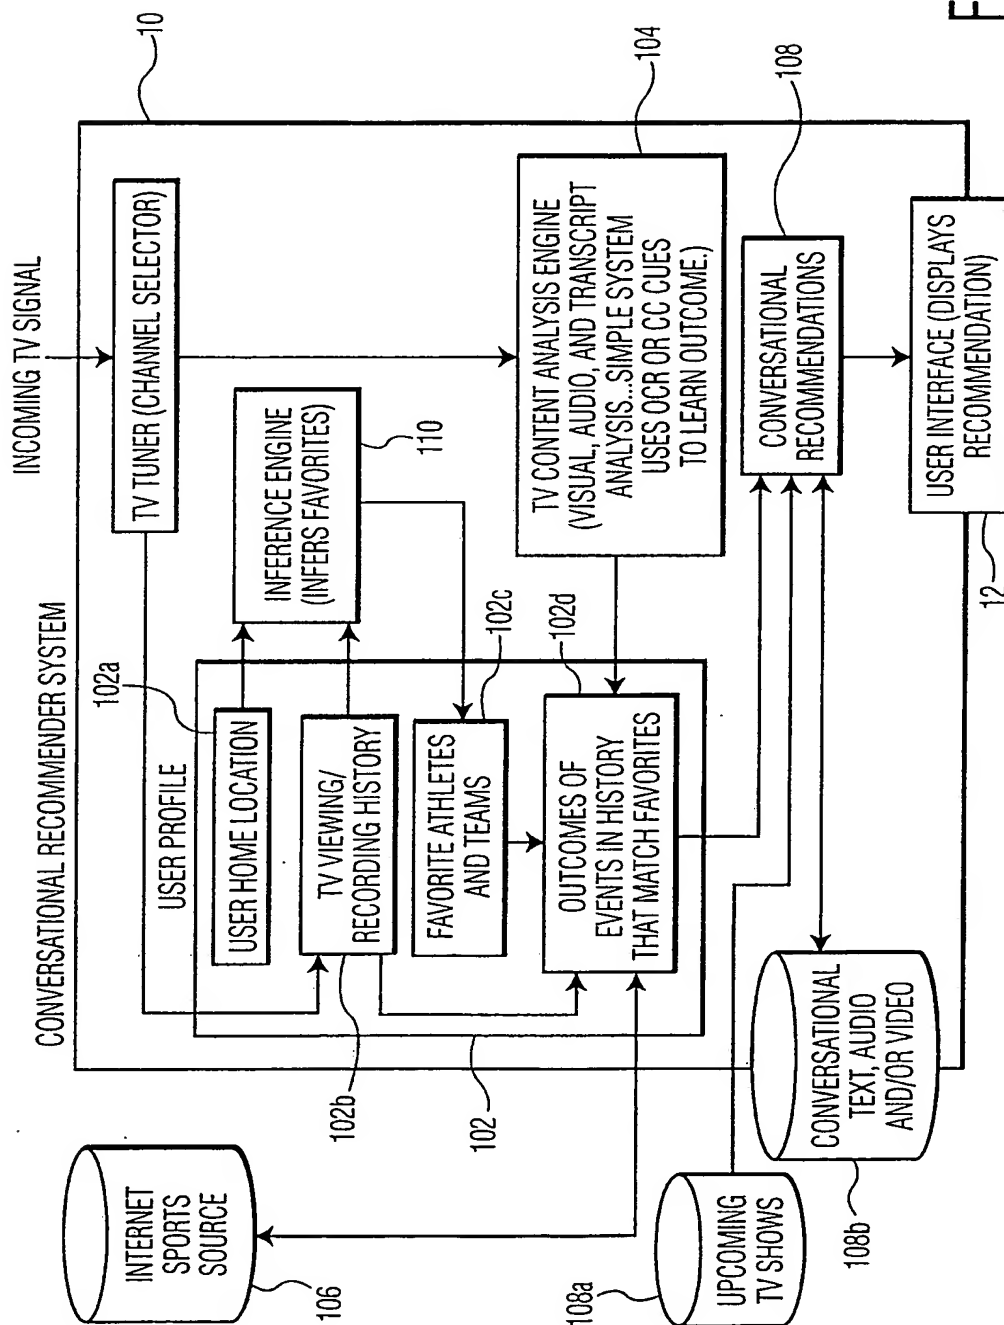 INCOMING TV SIGNAL
CONVERSATIONAL RECOMMENDER SYSTEM
10
TV TUNER (CHANNEL SELECTOR)
102a
USER PROFILE
USER HOME LOCATION
INFERENCE ENGINE
(INFERS FAVORITES)
110
TV VIEWING/
RECORDING HISTORY
102b
FAVORITE ATHLETES
AND TEAMS
102c
102d
OUTCOMES OF
EVENTS IN HISTORY
THAT MATCH FAVORITES
102
TV CONTENT ANALYSIS ENGINE
(VISUAL, AUDIO, AND TRANSCRIPT
ANALYSIS...SIMPLE SYSTEM
USES OCR OR CC CUES
TO LEARN OUTCOME.)
104
INTERNET
SPORTS
SOURCE
106
CONVERSATIONAL
RECOMMENDATIONS
108
UPCOMING
TV SHOWS
108a
CONVERSATIONAL
TEXT, AUDIO
AND/OR VIDEO
108b
USER INTERFACE (DISPLAYS
RECOMMENDATION)
12